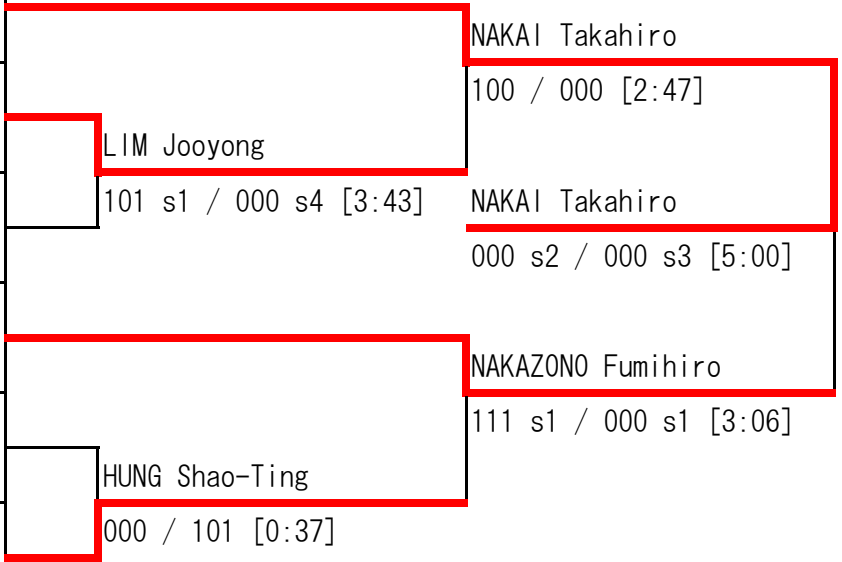 NAKAI Takahiro
100 / 000 [2:47]
LIM Jooyong
101 s1 / 000 s4 [3:43]
NAKAI Takahiro
000 s2 / 000 s3 [5:00]
NAKAZONO Fumihiro
111 s1 / 000 s1 [3:06]
HUNG Shao-Ting
000 / 101 [0:37]